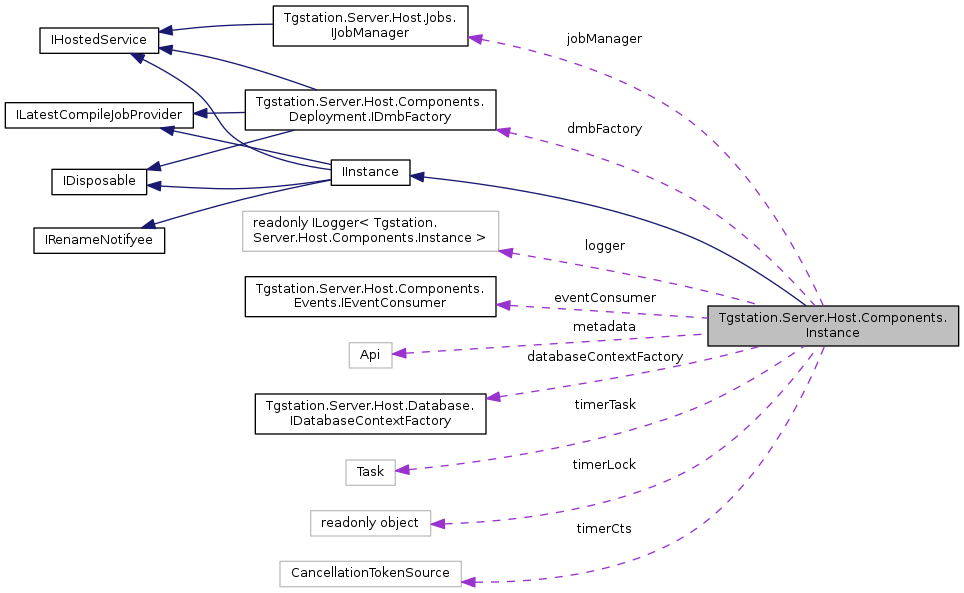 Tgstation.Server.Host.Jobs.
IJobManager
IHostedService
jobManager
Tgstation.Server.Host.Components.
Deployment.IDmbFactory
ILatestCompileJobProvider
dmbFactory
IInstance
IDisposable
IRenameNotifyee
readonly ILogger< Tgstation.
Server.Host.Components.Instance >
logger
Tgstation.Server.Host.Components.
Events.IEventConsumer
eventConsumer
Tgstation.Server.Host.Components.
Instance
metadata
Api
databaseContextFactory
Tgstation.Server.Host.Database.
IDatabaseContextFactory
timerTask
Task
timerLock
readonly object
timerCts
CancellationTokenSource